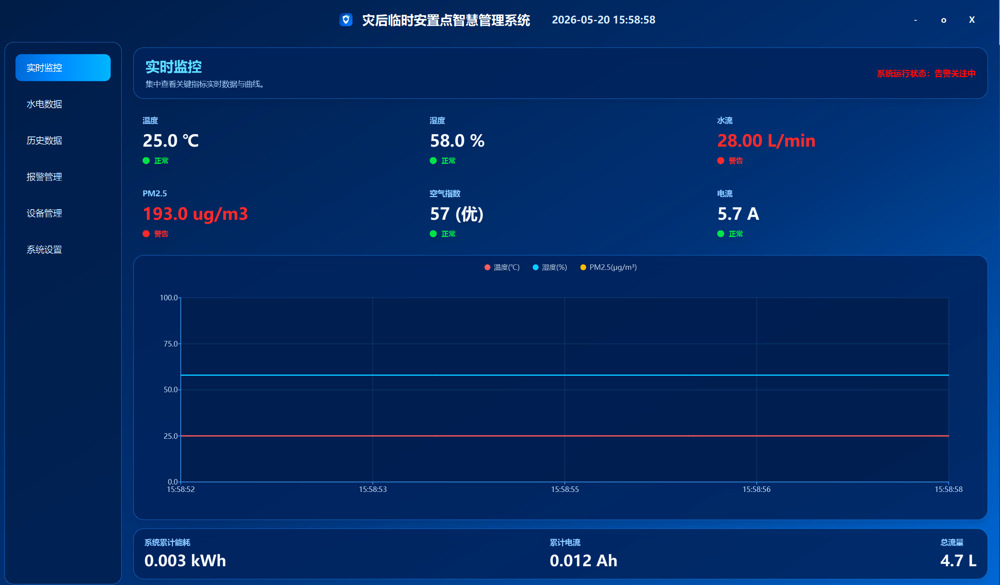 灾后临时安置点智慧管理系统 2026-05-20 15:58:58 - o X
实时监控
水电数据
历史数据
报警管理
设备管理
系统设置
实时监控
集中查看关键指标实时数据与曲线。
系统运行状态：告警关注中
温度
25.0 ℃
正常
湿度
58.0 %
正常
水流
28.00 L/min
警告
PM2.5
193.0 ug/m3
警告
空气指数
57 (优)
正常
电流
5.7 A
正常
温度(℃) 湿度(%) PM2.5(μg/m³)
100.0
75.0
50.0
25.0
0.0
15:58:52 15:58:53 15:58:55 15:58:56 15:58:58
系统累计能耗
0.003 kWh
累计电流
0.012 Ah
总流量
4.7 L